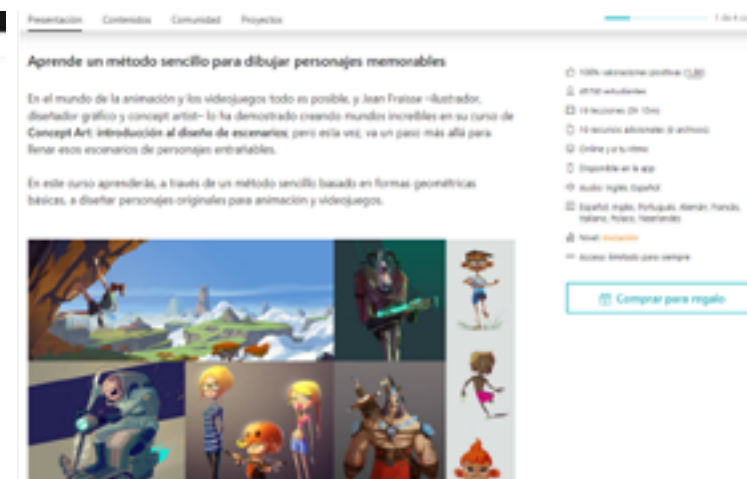 Presentación Contenidos Comunidad Proyectos
Aprende un método sencillo para dibujar personajes memorables
En el mundo de la animación y los videojuegos todo es posible, y Jean Fraisse –ilustrador,
diseñador gráfico y concept artist– lo ha demostrado creando mundos increíbles en su curso de
Concept Art: introducción al diseño de escenarios; pero esta vez, va un paso más allá para
llenar esos escenarios de personajes entrañables.
En este curso aprenderás, a través de un método sencillo basado en formas geométricas
básicas, a diseñar personajes originales para animación y videojuegos.
100% valoraciones positivas
estudiantes
19 lecciones
recursos adicionales
Online y a tu ritmo
Disponible en la app
Audio: Inglés, Español
Español, Inglés, Portugués, Alemán, Francés,
Italiano, Polaco, Neerlandés
Nivel: Iniciación
Acceso ilimitado para siempre
Comprar para regalo